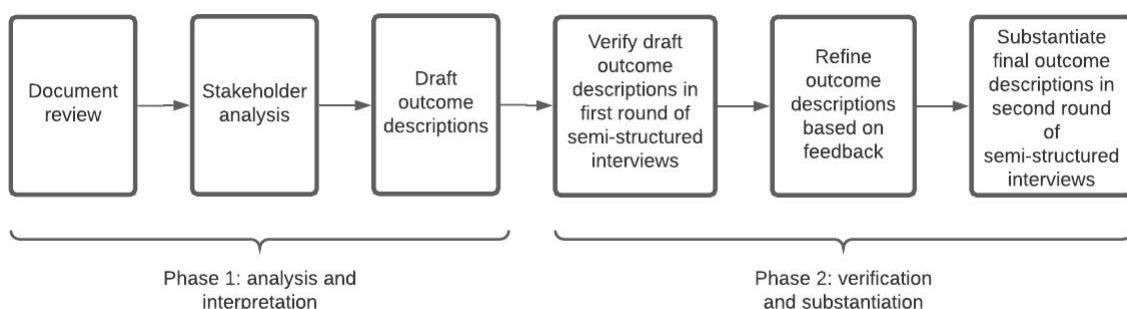 Document
review
Stakeholder
analysis
Draft
outcome
descriptions
Verify draft
outcome
descriptions in
first round of
semi-structured
interviews
Refine
outcome
descriptions
based on
feedback
Substantiate
final outcome
descriptions in
second round
of
semi-structured
interviews
Phase 1: analysis and
interpretation
Phase 2: verification
and substantiation